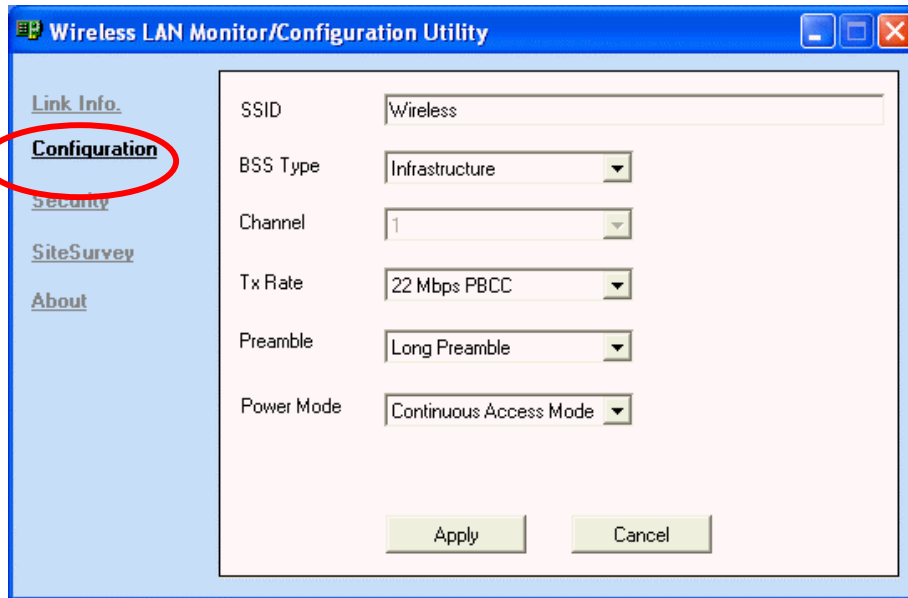 Wireless LAN Monitor/Configuration Utility
Link Info.
Configuration
Security
SiteSurvey
About
SSID
Wireless
BSS Type
Infrastructure
Channel
1
Tx Rate
22 Mbps PBCC
Preamble
Long Preamble
Power Mode
Continuous Access Mode
Apply
Cancel